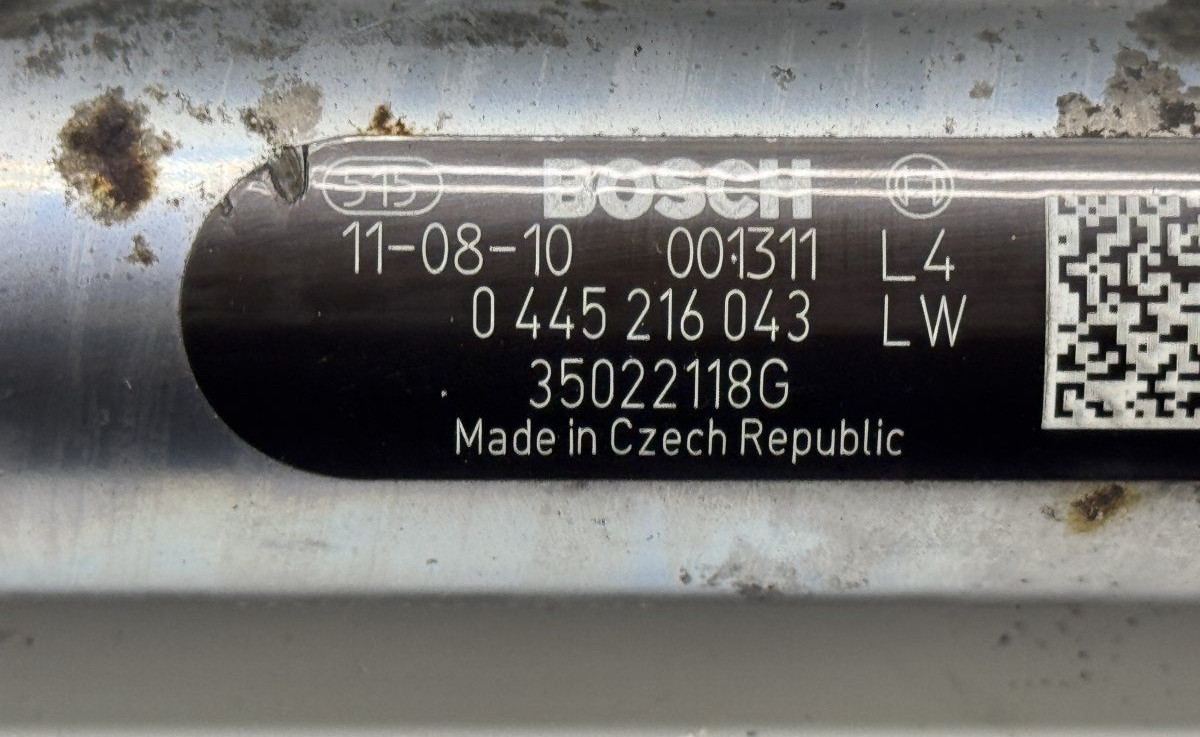 515 BOSCH H
11-08-10 001311 L4
0 445 216 043 LW
35022118G
Made in Czech Republic